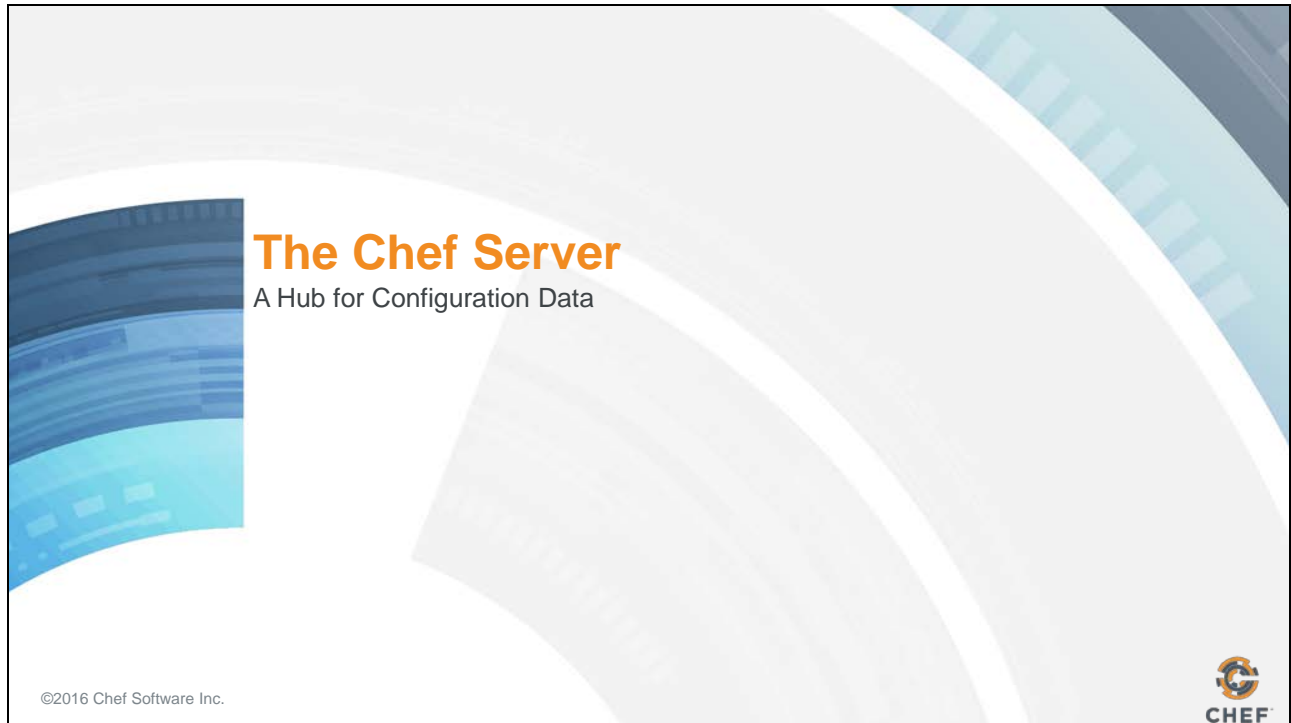 The Chef Server
A Hub for Configuration Data
©2016 Chef Software Inc.
CHEF